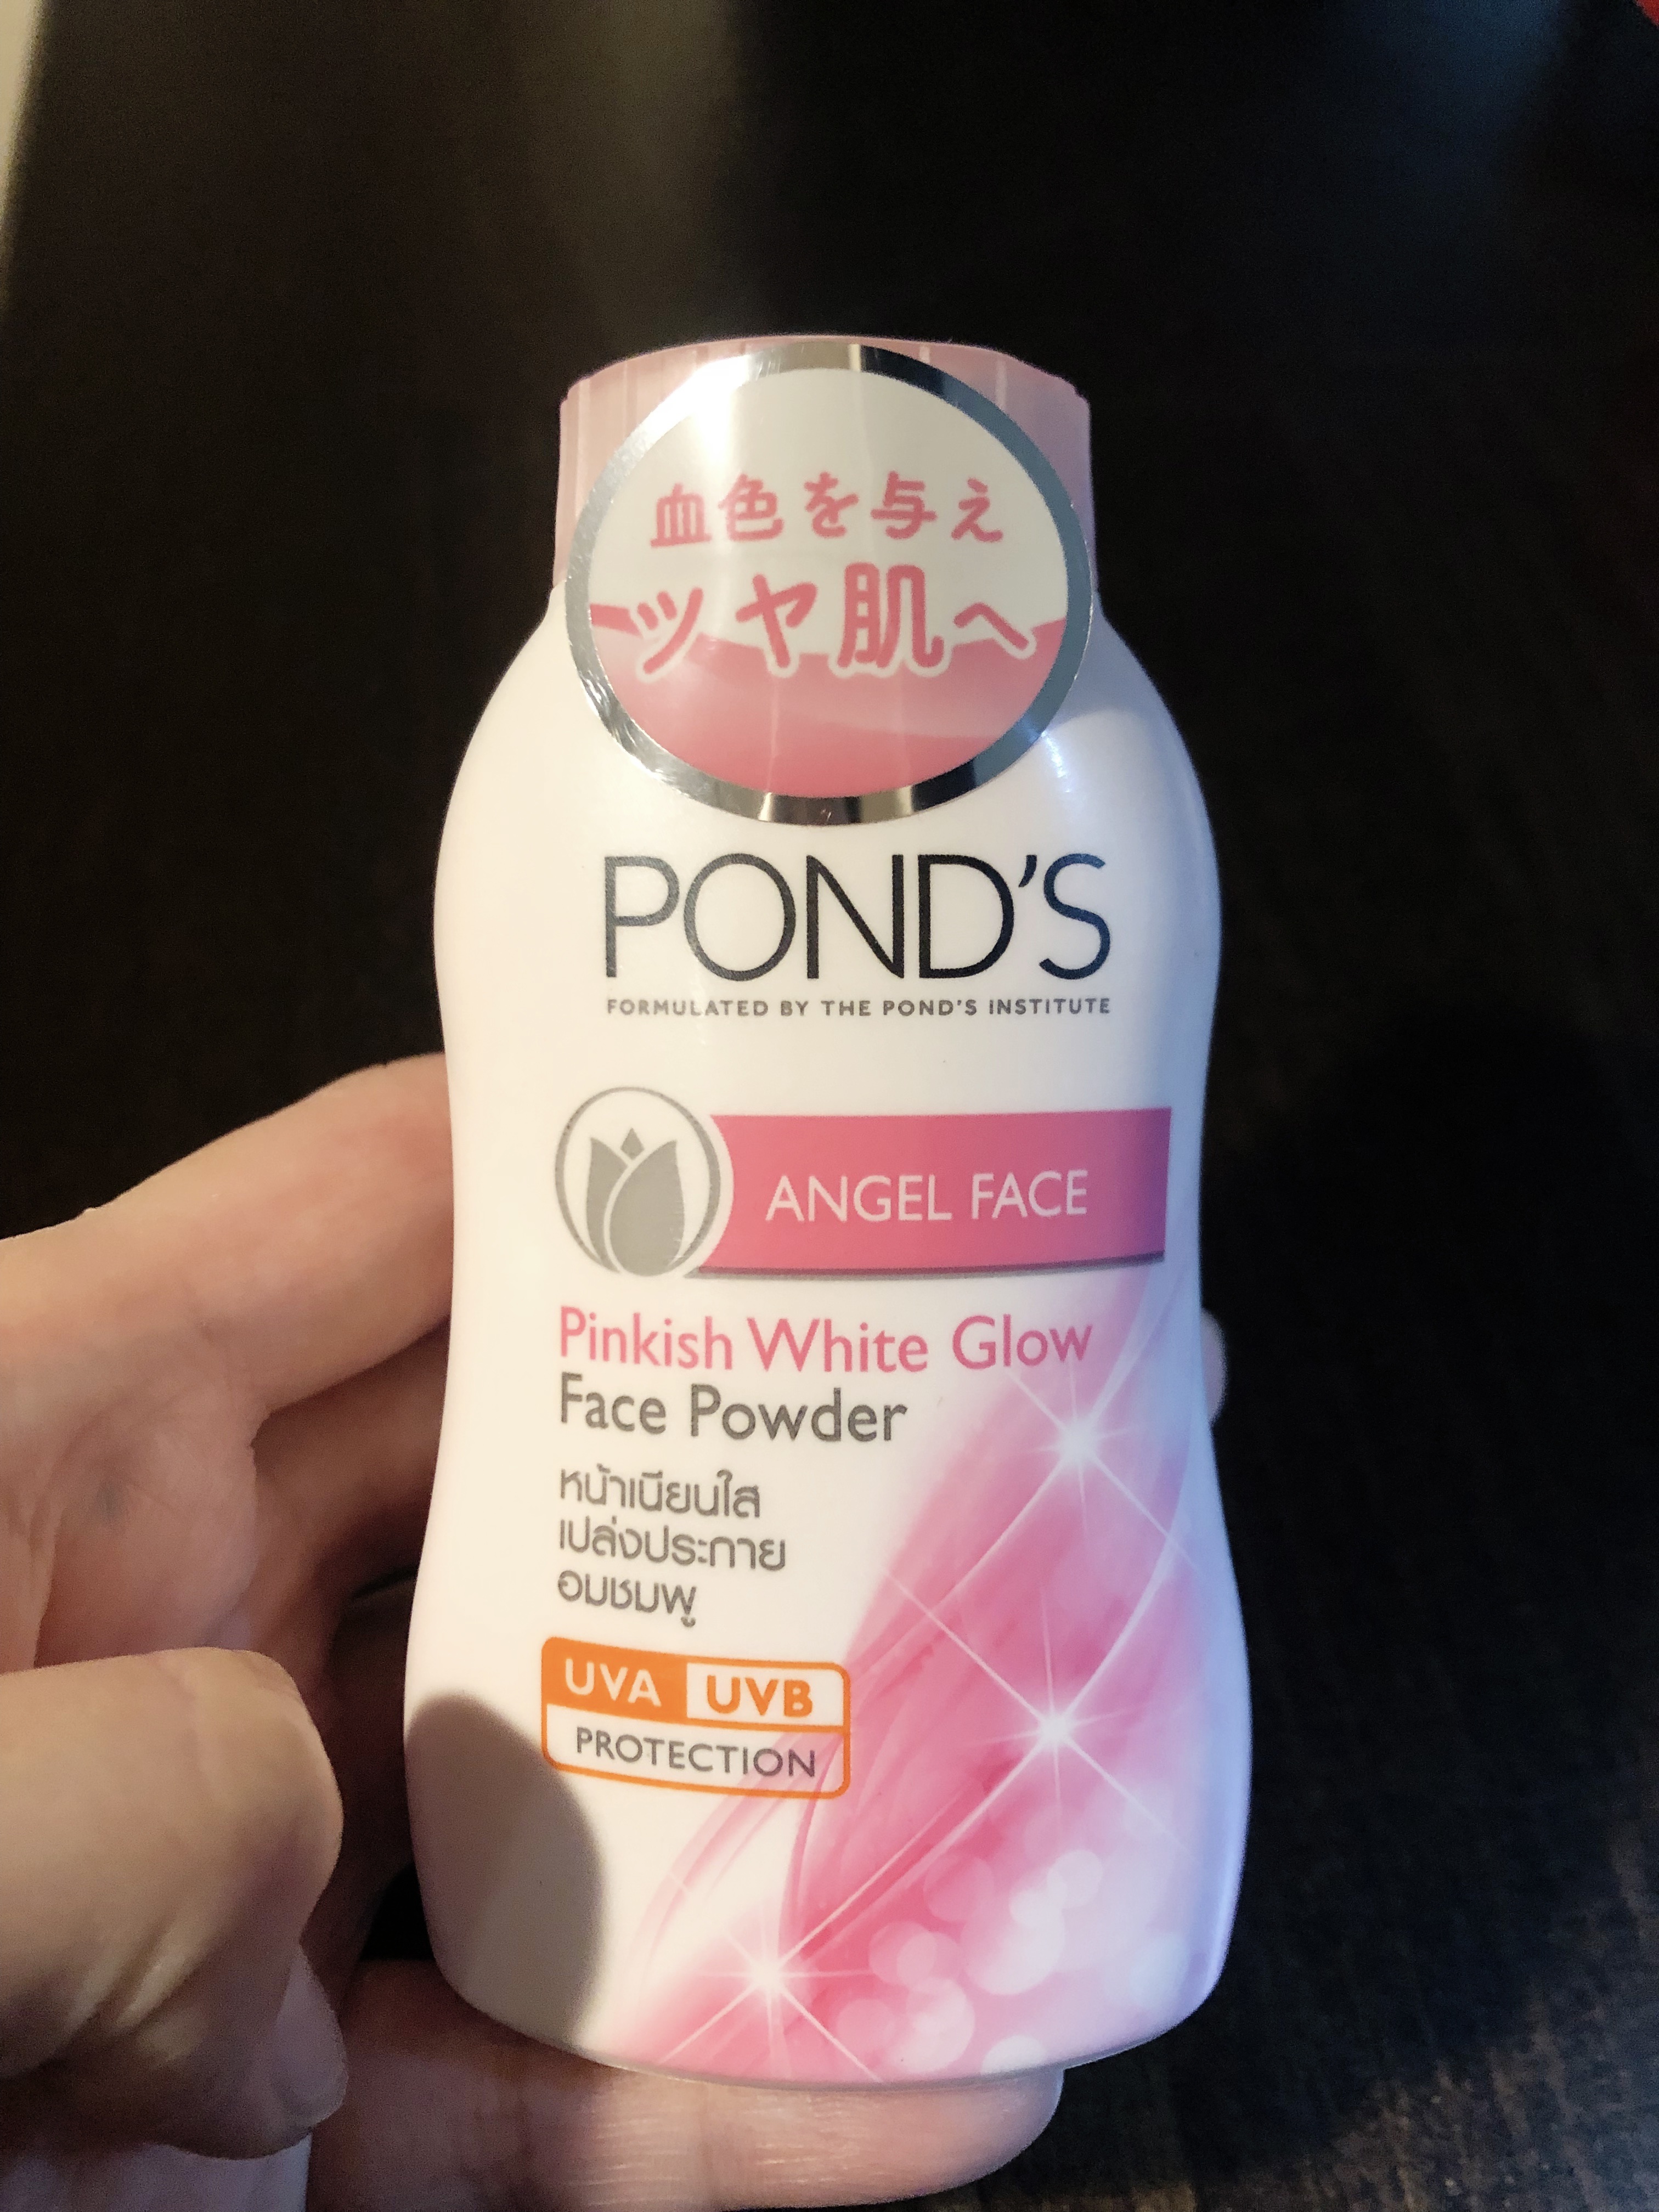 血色を与え
ツヤ肌へ
POND'S
FORMULATED BY THE POND'S INSTITUTE
ANGEL FACE
Pinkish White Glow
Face Powder
หน้าเนียนใส
เปล่งประกาย
อมชมพู
UVA UVB
PROTECTION